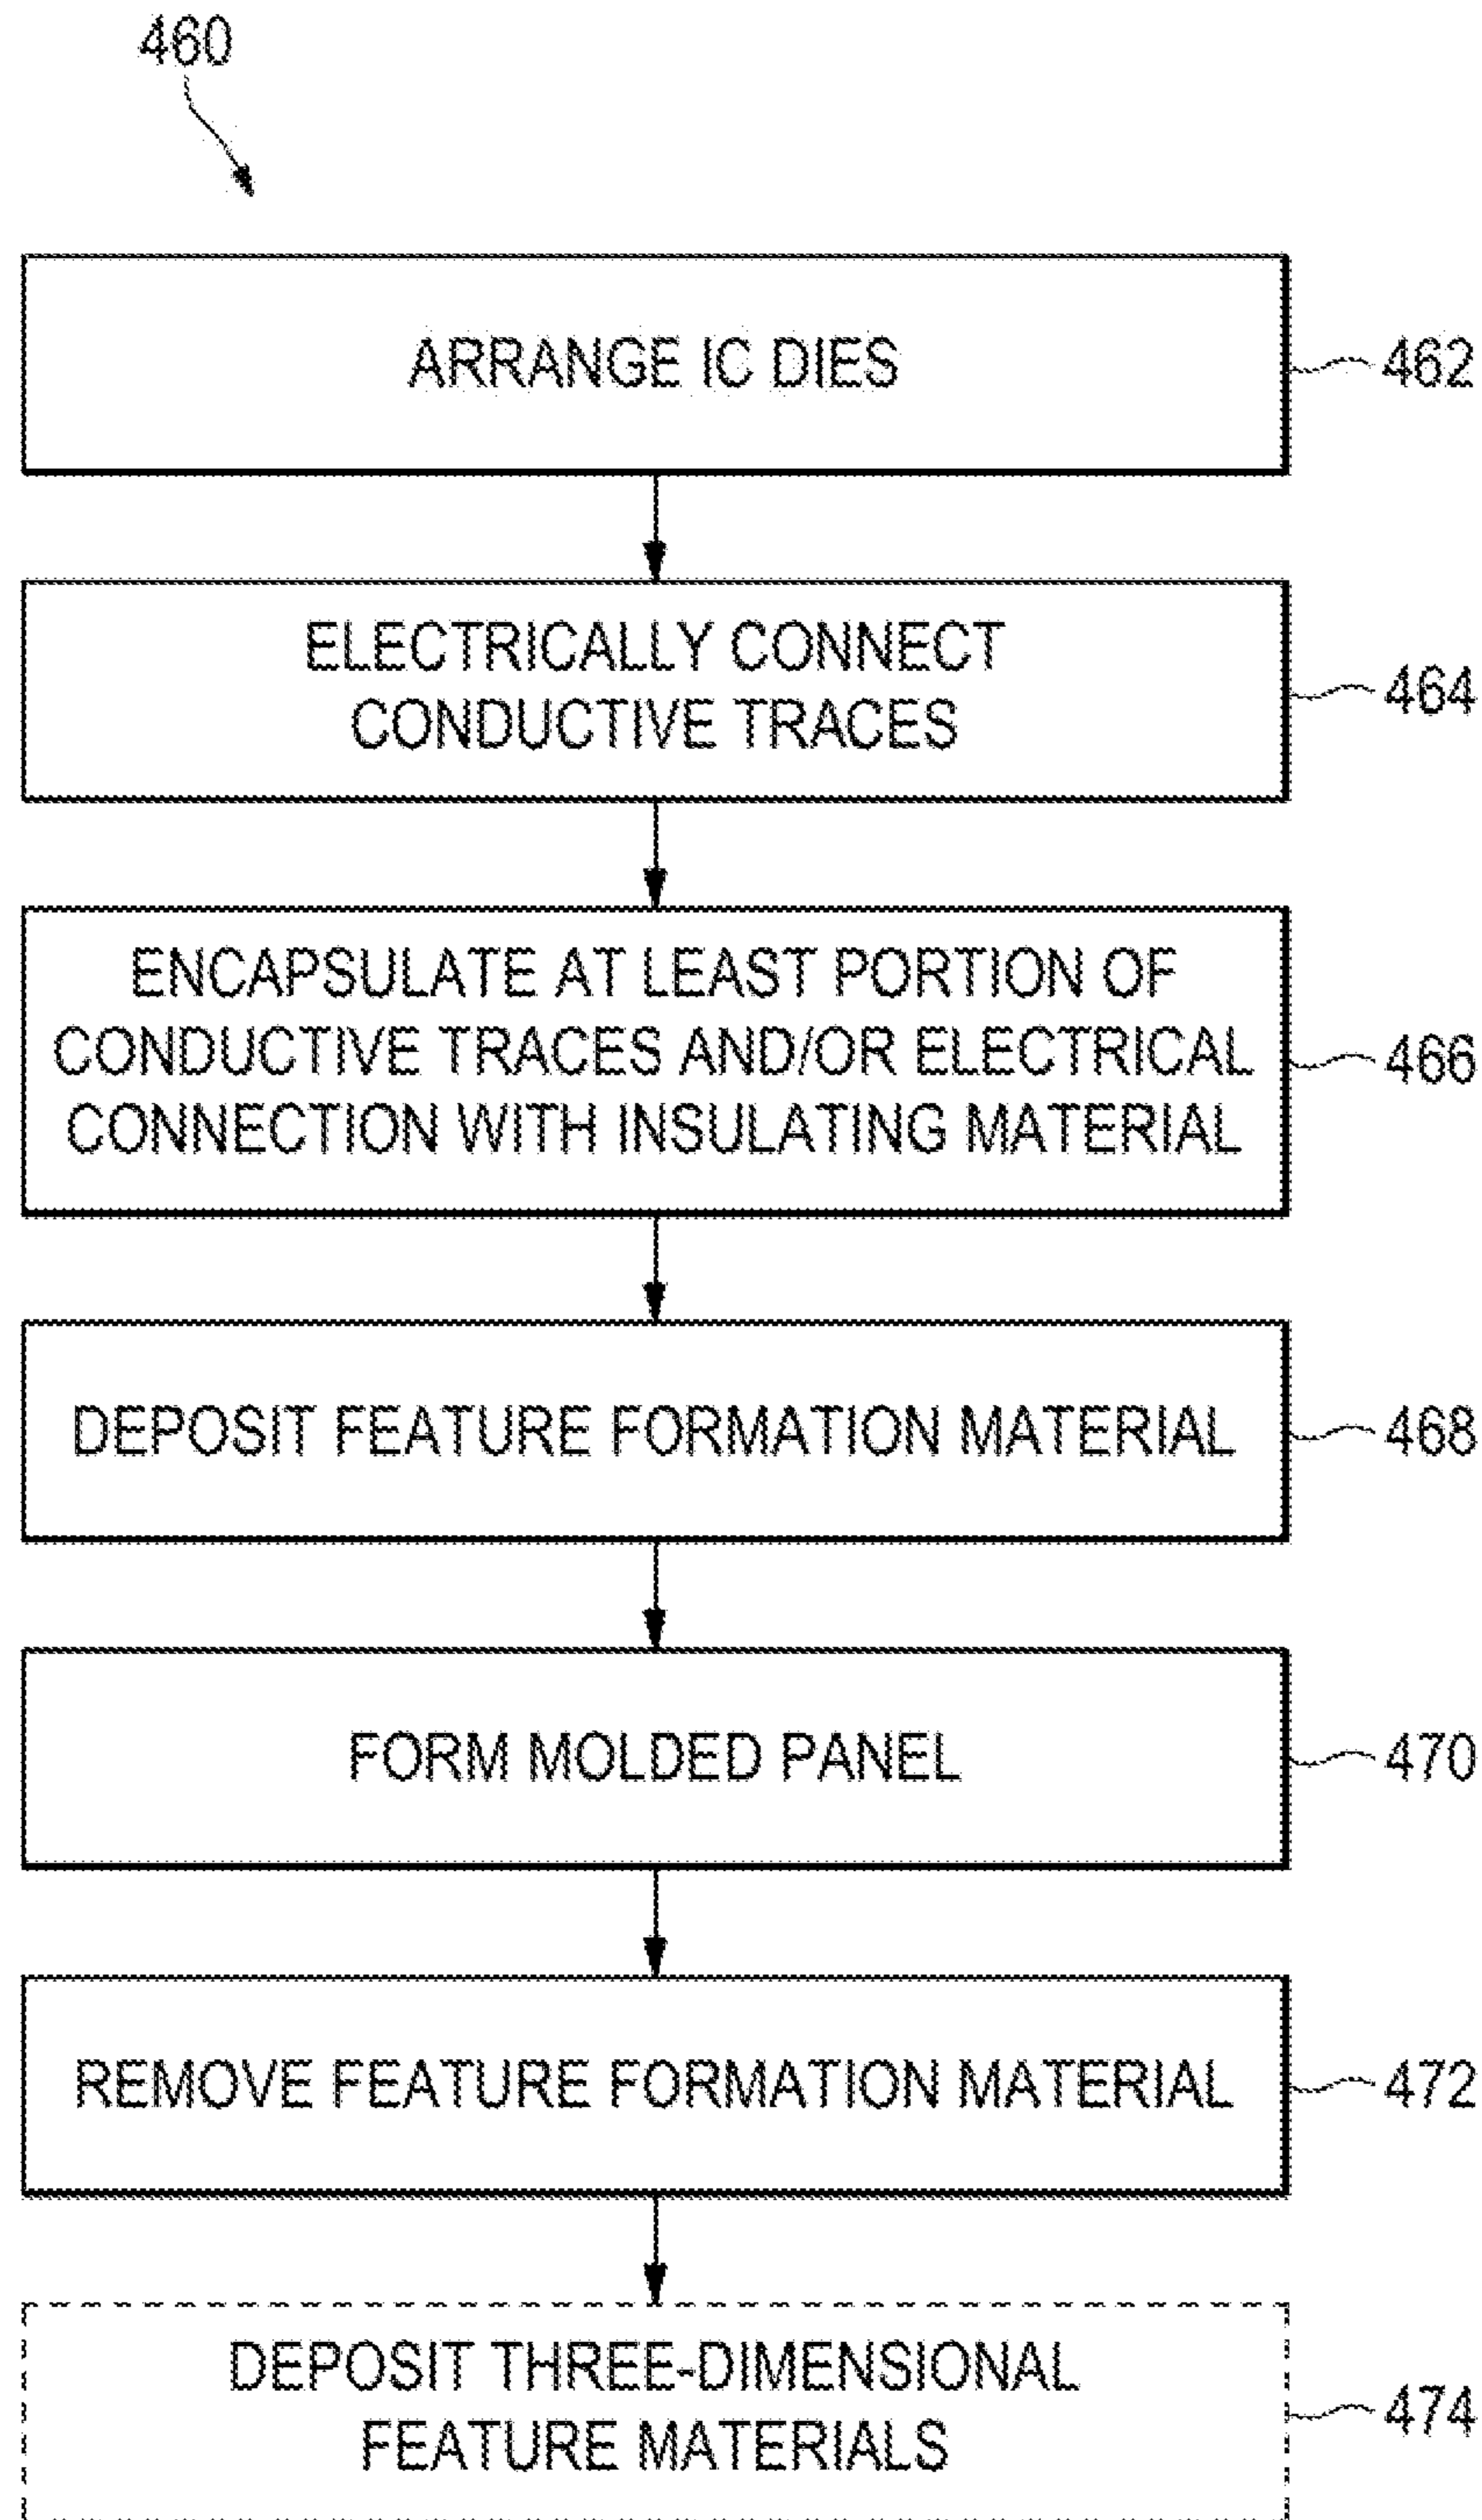 460
ARRANGE IC DIES
462
ELECTRICALLY CONNECT
CONDUCTIVE TRACES
464
ENCAPSULATE AT LEAST PORTION OF
CONDUCTIVE TRACES AND/OR ELECTRICAL
CONNECTION WITH INSULATING MATERIAL
466
DEPOSIT FEATURE FORMATION MATERIAL
468
FORM MOLDED PANEL
470
REMOVE FEATURE FORMATION MATERIAL
472
DEPOSIT THREE-DIMENSIONAL
FEATURE MATERIALS
474